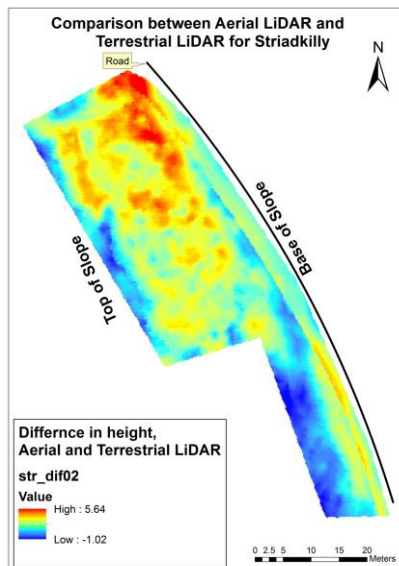 Comparison between Aerial LiDAR and
Terrestrial LiDAR for Striadkilly
Road
N
Top of Slope
Base of Slope
Differnce in height,
Aerial and Terrestrial LiDAR
str_dif02
Value
High : 5.64
Low : -1.02
0 2.5 5 10 15 20
Meters